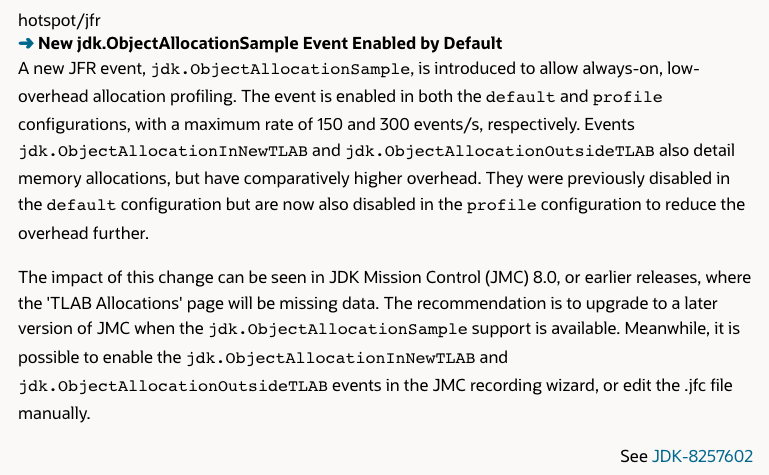 hotspot/jfr
➜ New jdk.ObjectAllocationSample Event Enabled by Default
A new JFR event, jdk.ObjectAllocationSample, is introduced to allow always-on, low-
overhead allocation profiling. The event is enabled in both the default and profile
configurations, with a maximum rate of 150 and 300 events/s, respectively. Events
jdk.ObjectAllocationInNewTLAB and jdk.ObjectAllocationOutsideTLAB also detail
memory allocations, but have comparatively higher overhead. They were previously disabled in
the default configuration but are now also disabled in the profile configuration to reduce the
overhead further.
The impact of this change can be seen in JDK Mission Control (JMC) 8.0, or earlier releases, where
the 'TLAB Allocations' page will be missing data. The recommendation is to upgrade to a later
version of JMC when the jdk.ObjectAllocationSample support is available. Meanwhile, it is
possible to enable the jdk.ObjectAllocationInNewTLAB and
jdk.ObjectAllocationOutsideTLAB events in the JMC recording wizard, or edit the .jfc file
manually.
See JDK-8257602